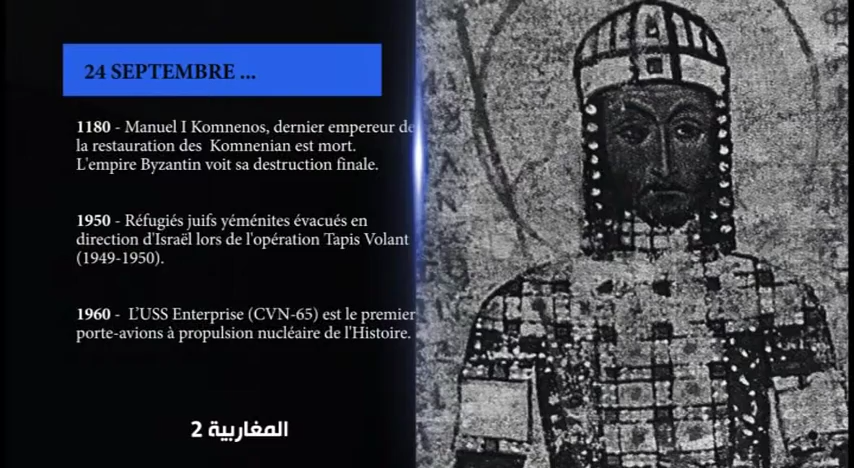 24 SEPTEMBRE ...
1180 - Manuel I Komnenos, dernier empereur de
la restauration des Komnenian est mort.
L'empire Byzantin voit sa destruction finale.
1950 - Réfugiés juifs yéménites évacués en
direction d'Israël lors de l'opération Tapis Volant
(1949-1950).
1960 - L'USS Enterprise (CVN-65) est le premier
porte-avions à propulsion nucléaire de l'Histoire.
المغاربية 2